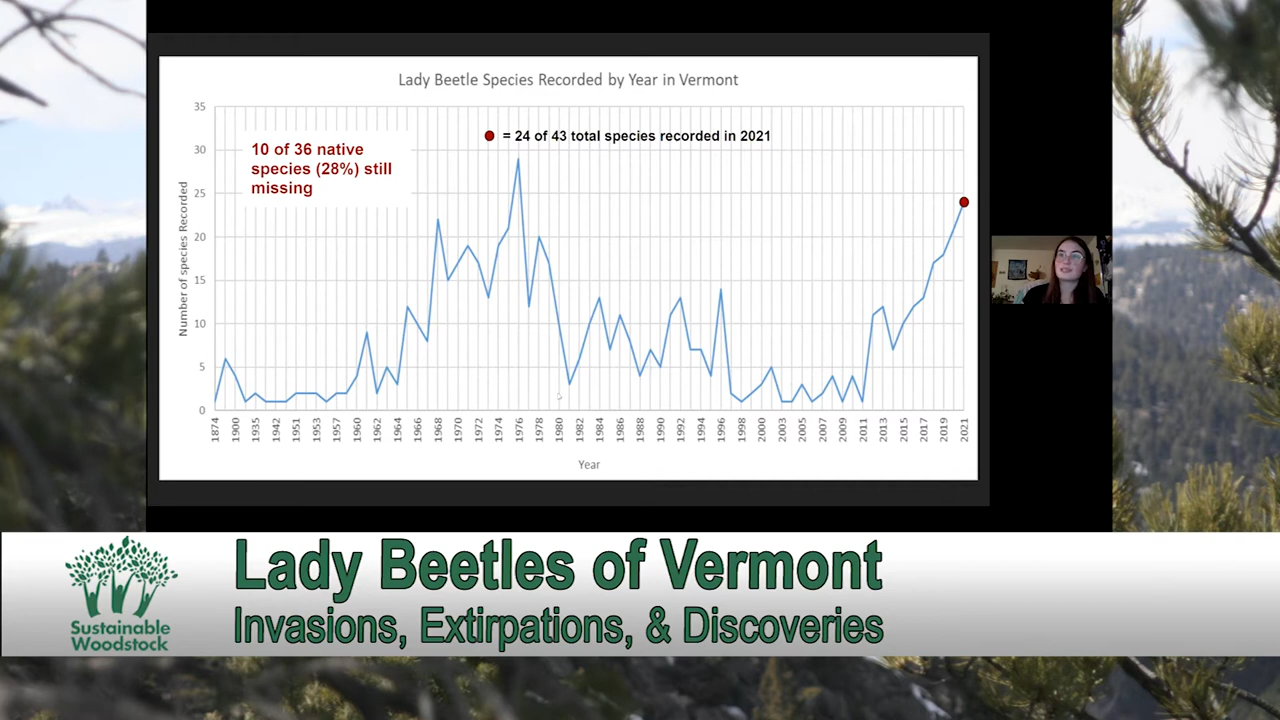 Lady Beetle Species Recorded by Year in Vermont
= 24 of 43 total species recorded in 2021
10 of 36 native
species (28%) still
missing
Number of species Recorded
35
30
25
20
15
10
5
0
1874 1900 1935 1942 1951 1953 1957 1960 1962 1964 1966 1968 1970 1972 1974 1976 1978 1980 1982 1984 1986 1988 1990 1992 1994 1996 1998 2000 2003 2005 2007 2009 2011 2013 2015 2017 2019 2021
Year
Lady Beetles of Vermont
Invasions, Extirpations, & Discoveries
Sustainable
Woodstock